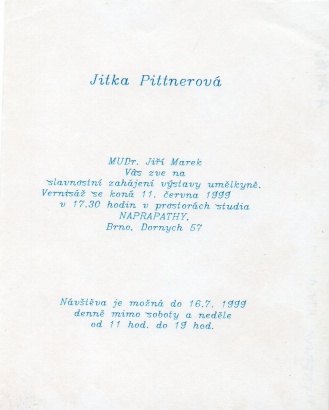 Jitka Pittnerová
MUDr. Jiří Marek
Vás zve na
slavnostní zahájení výstavy umělkyně.
Vernisáž se koná 11. června 1999
v 17.30 hodin v prostorách studia
NAPRAPATHY,
Brno, Dornych 57
Návštěva je možná do 16.7. 1999
denně mimo soboty a neděle
od 11 hod. do 19 hod.